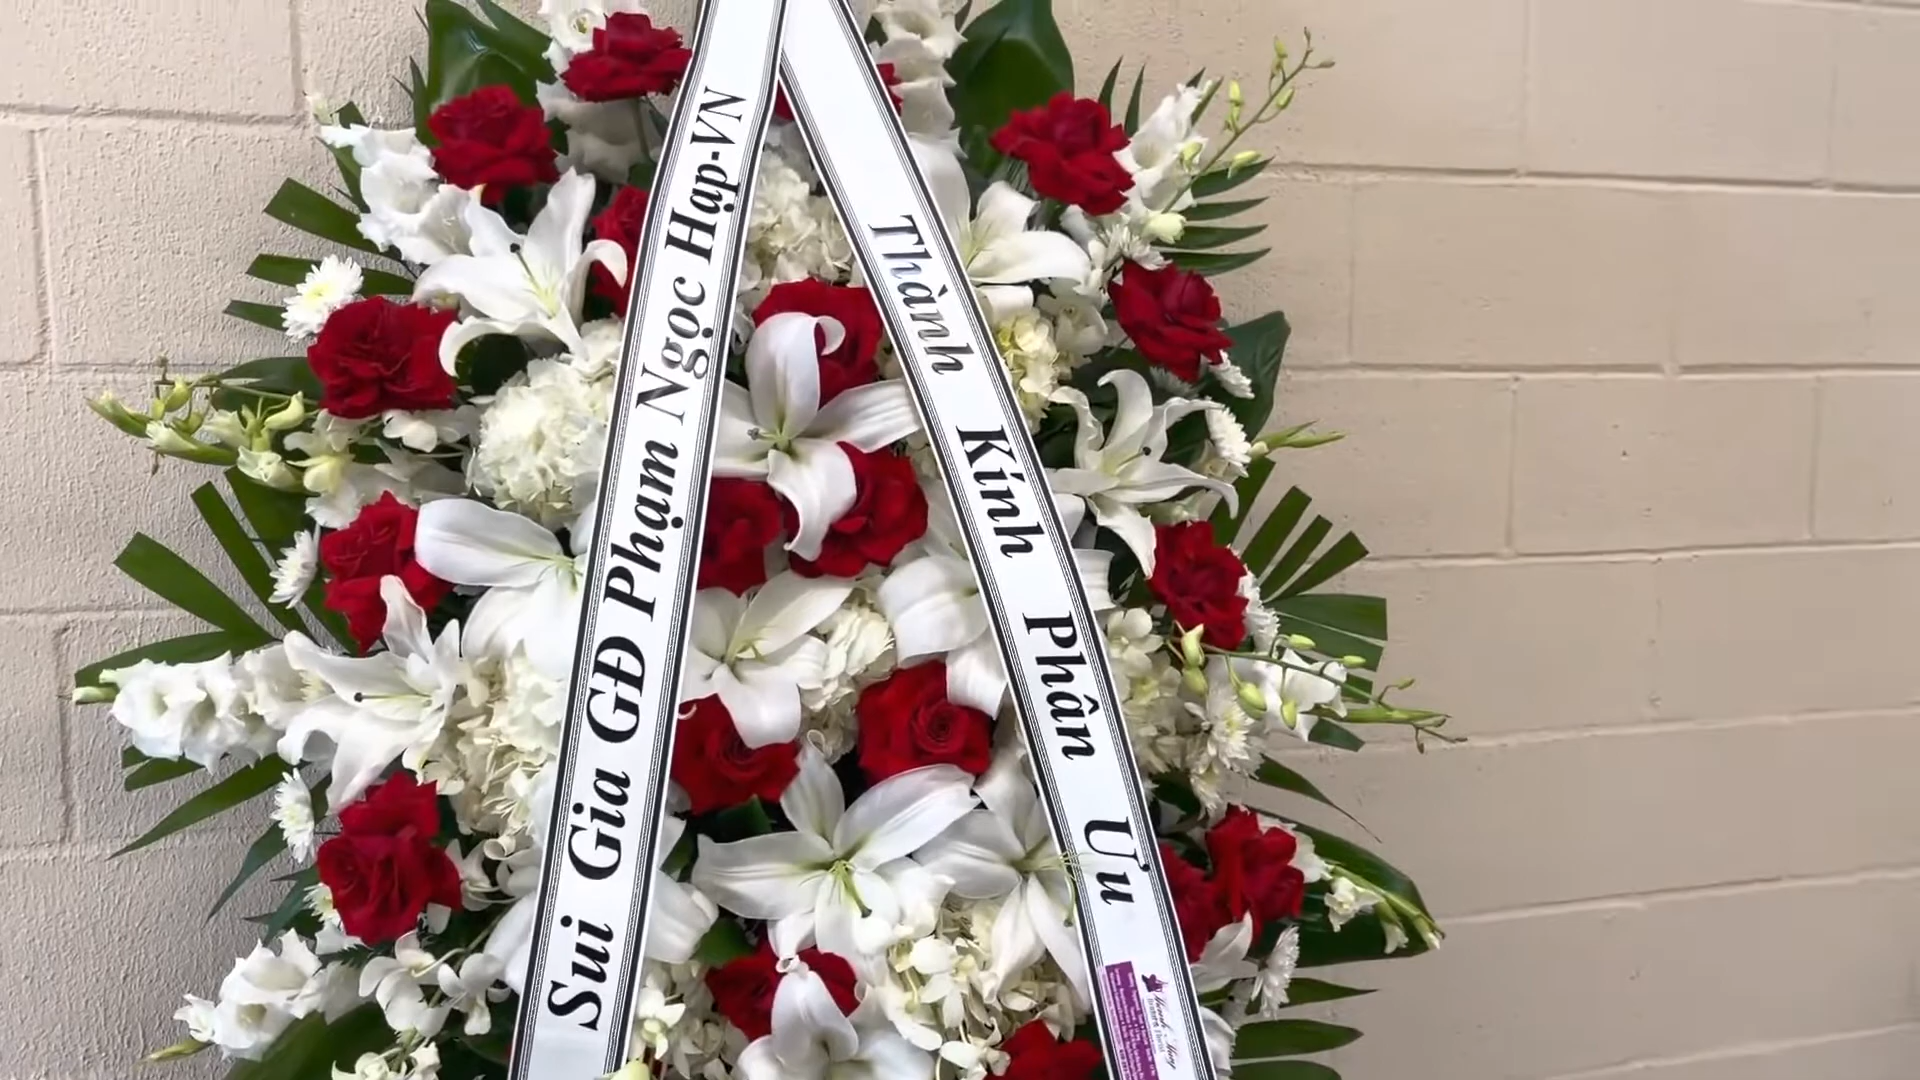 Sui Gia GĐ Phạm Ngọc Hạp-VN
Thành Kính Phân Ưu